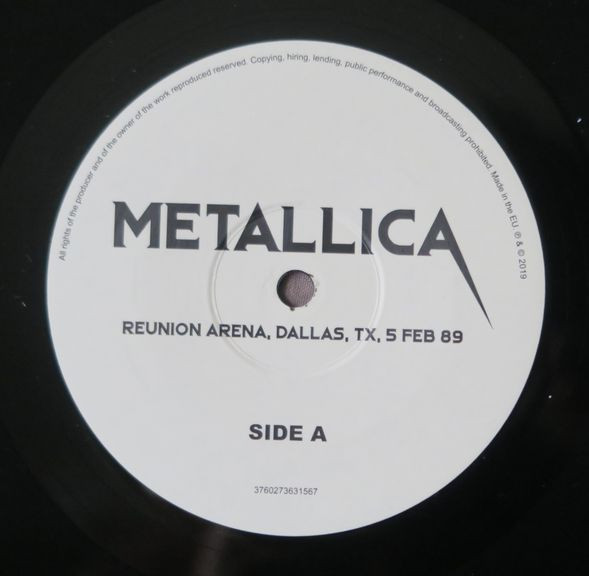 All rights of the producer and of the owner of the work reproduced reserved. Copying, hiring, lending, public performance and broadcasting prohibited. Made in the EU. ℗ & © 2019
METALLICA
REUNION ARENA, DALLAS, TX, 5 FEB 89
SIDE A
3760273631567